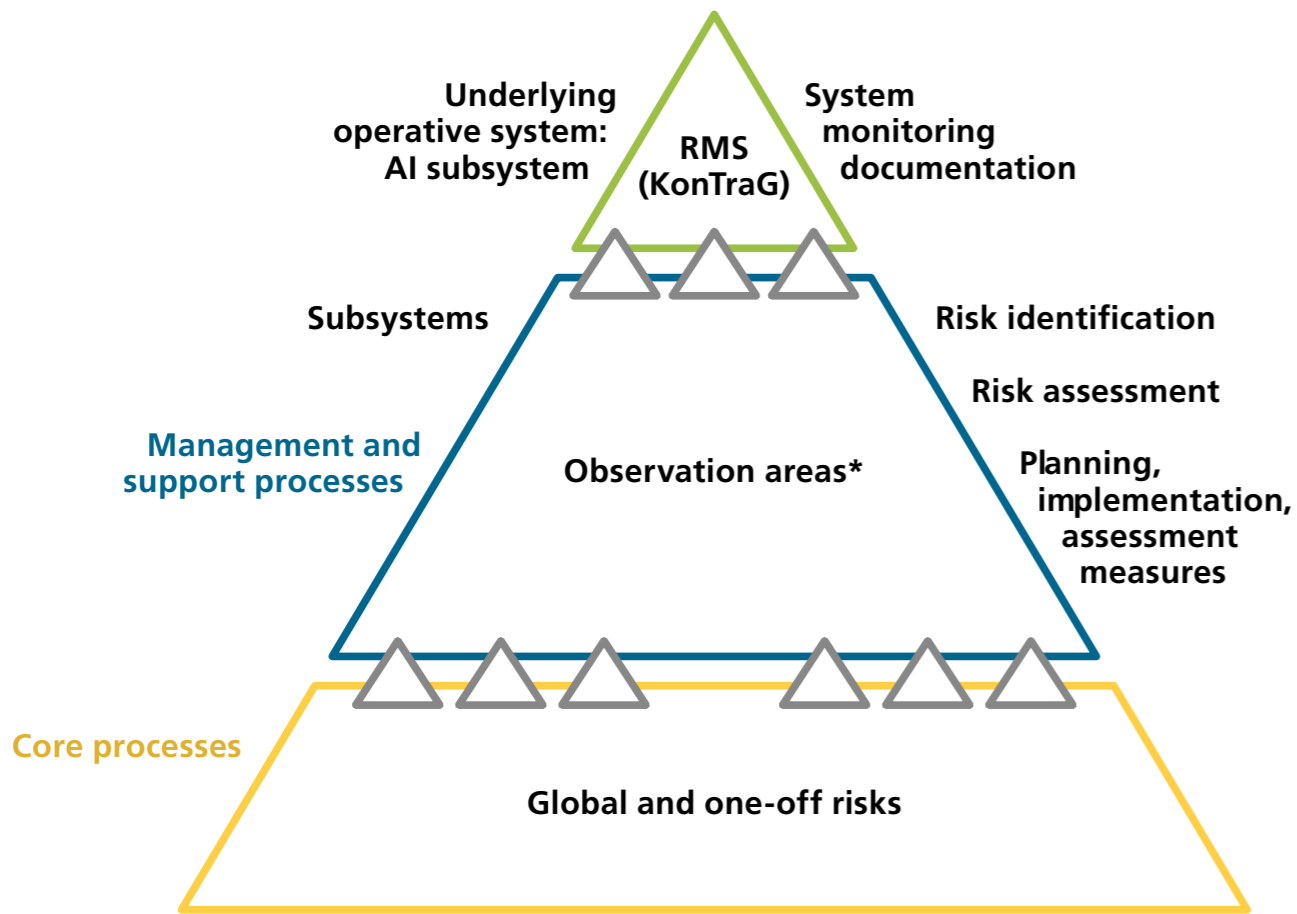 Underlying
operative system:
AI subsystem
RMS
(KonTraG)
System
monitoring
documentation
Subsystems
Risk identification
Risk assessment
Management and
support processes
Observation areas*
Planning,
implementation,
assessment
measures
Core processes
Global and one-off risks